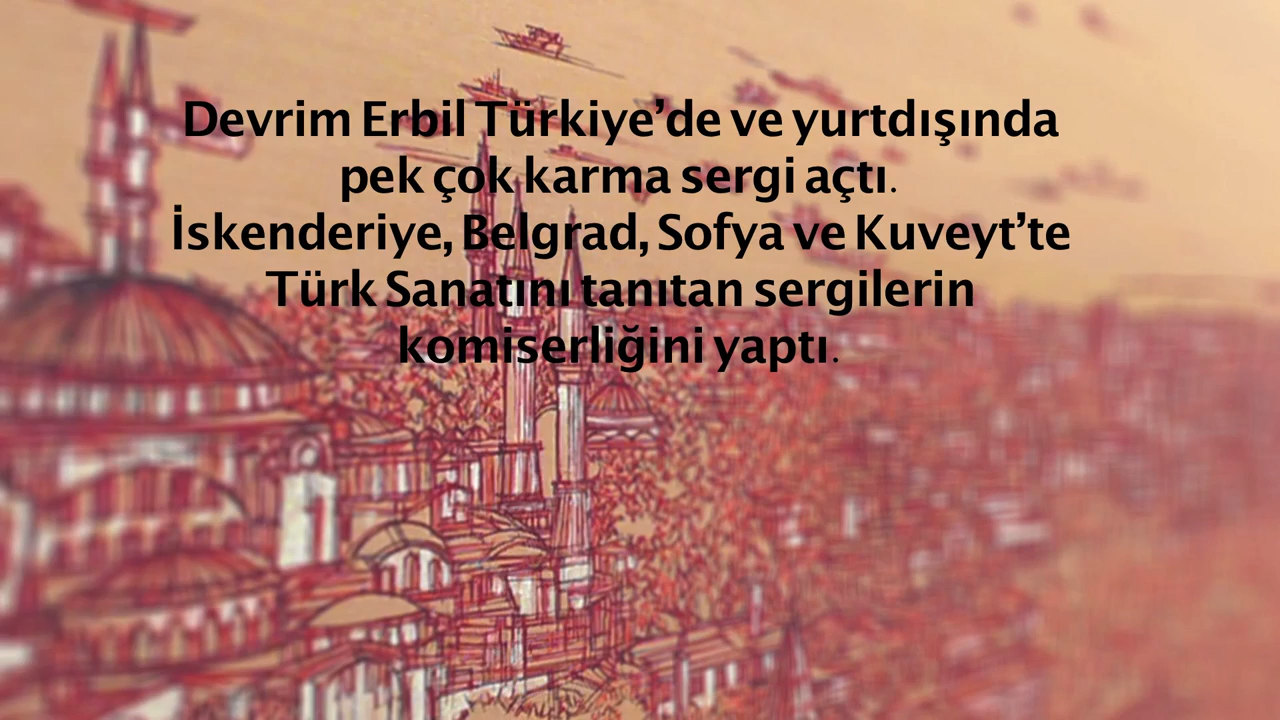 Devrim Erbil Türkiye’de ve yurtdışında
pek çok karma sergi açtı.
İskenderiye, Belgrad, Sofya ve Kuveyt’te
Türk Sanatını tanıtan sergilerin
komiserliğini yaptı.